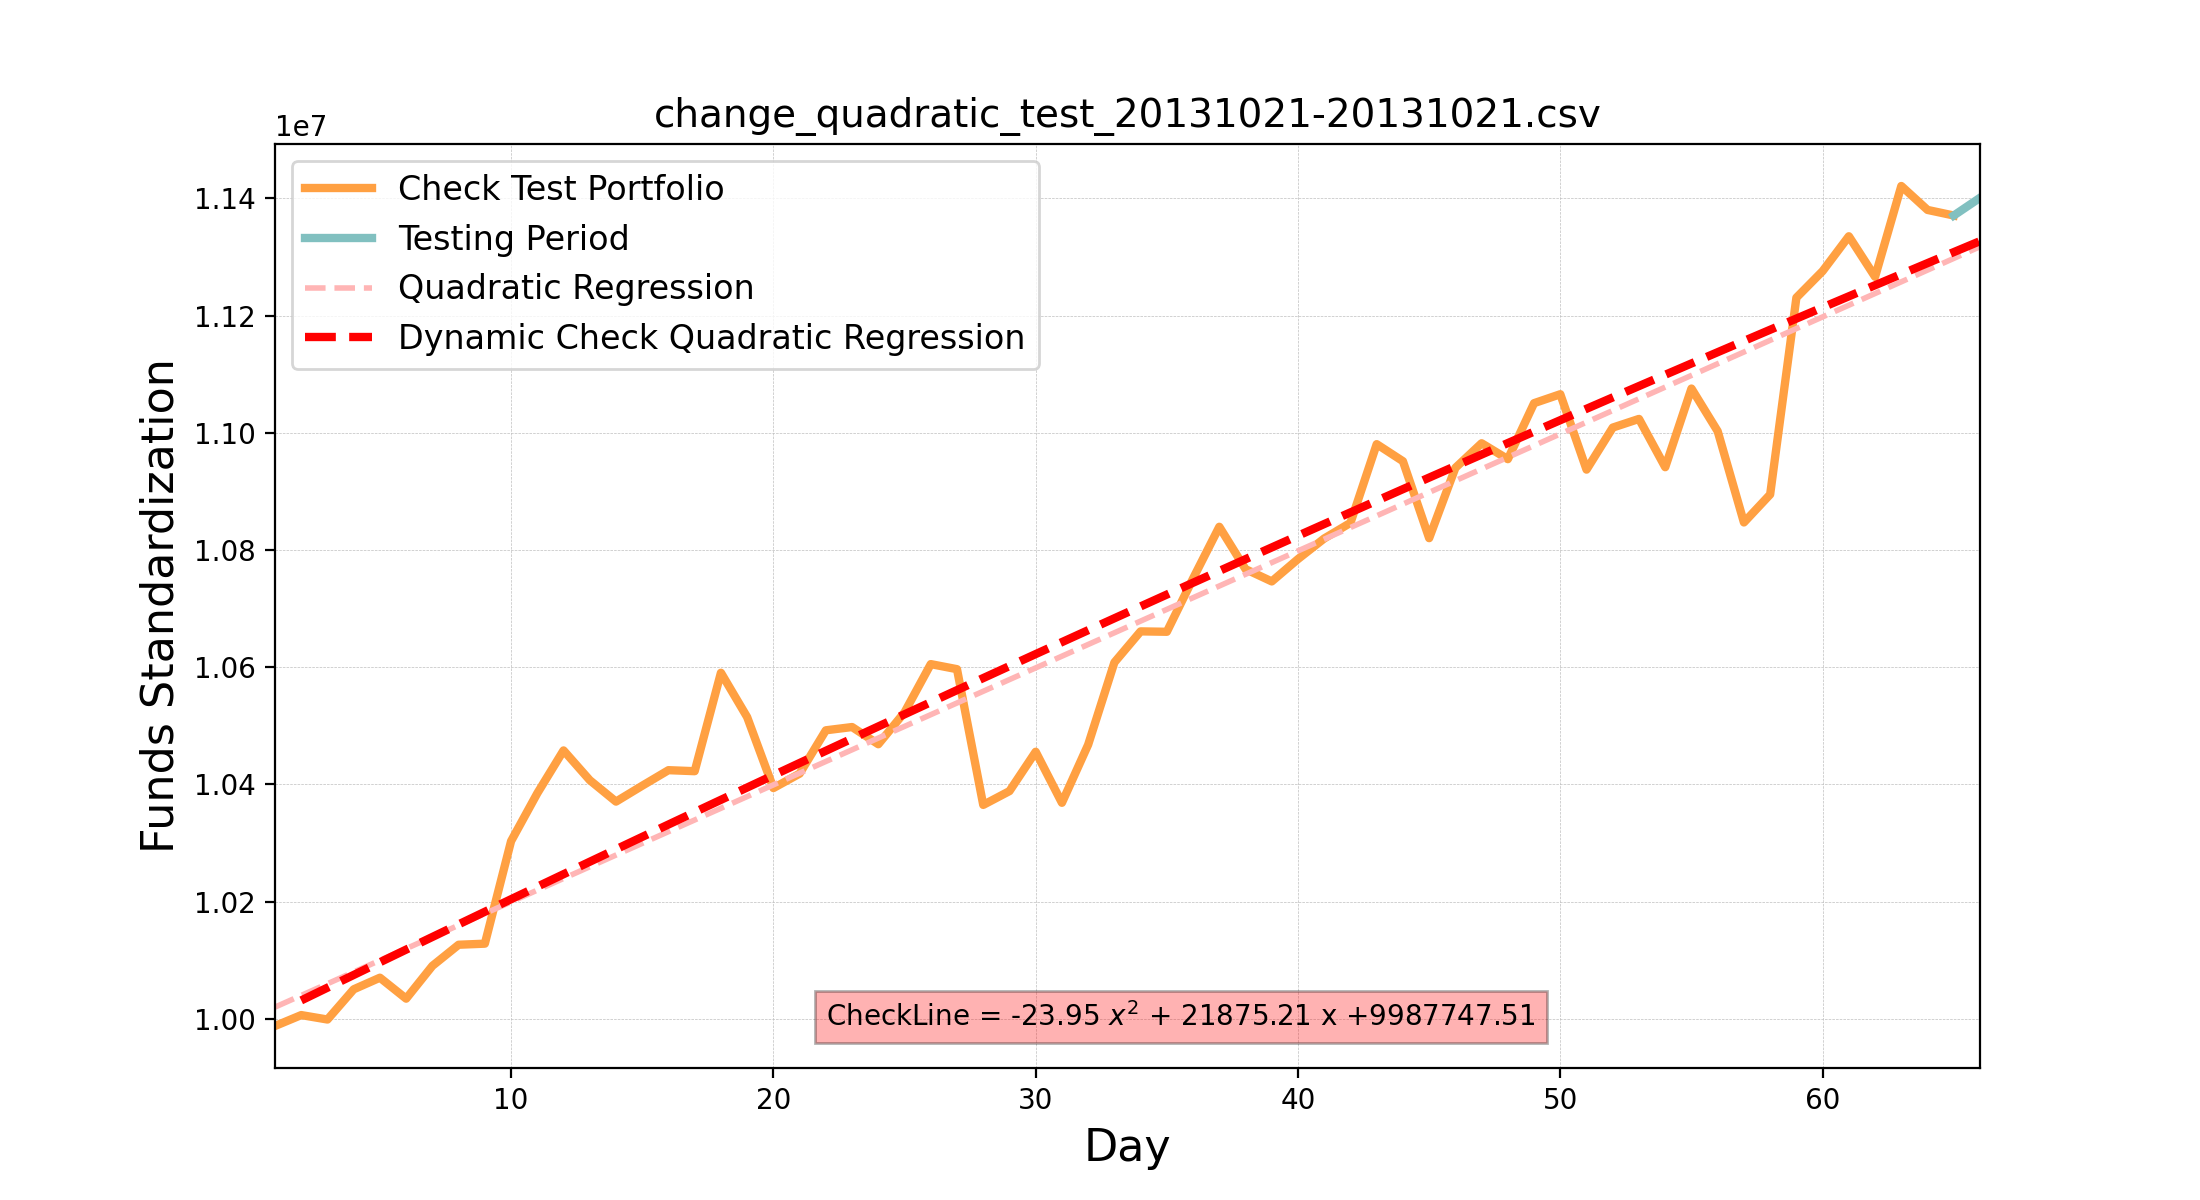 change_quadratic_test_20131021-20131021.csv
1e7
Check Test Portfolio
Testing Period
Quadratic Regression
Dynamic Check Quadratic Regression
1.14
1.12
1.10
1.08
1.06
1.04
1.02
1.00
Funds Standardization
CheckLine = -23.95 x² + 21875.21 x +9987747.51
10 20 30 40 50 60
Day